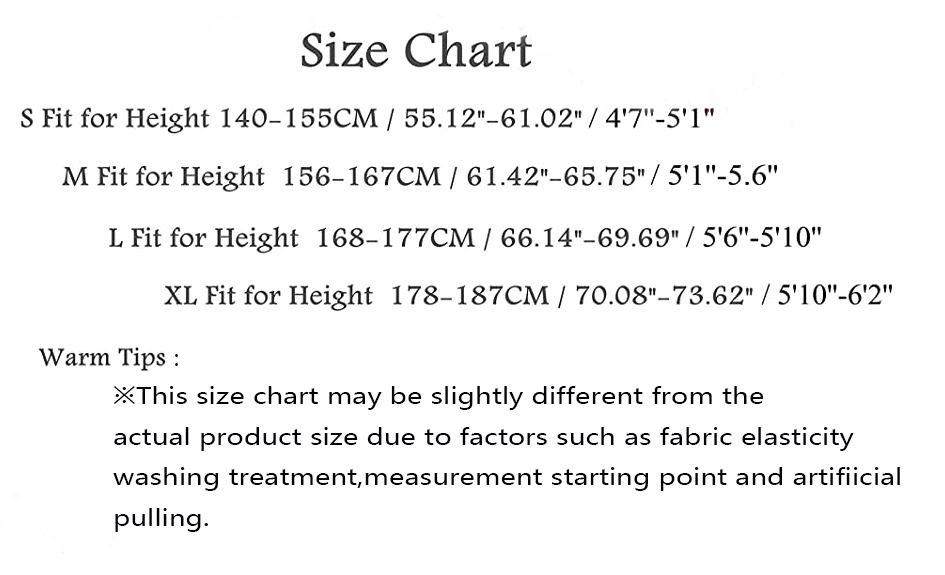 Size Chart
S Fit for Height 140-155CM / 55.12"-61.02" / 4'7"-5'1"
M Fit for Height 156-167CM / 61.42"-65.75" / 5'1"-5.6"
L Fit for Height 168-177CM / 66.14"-69.69" / 5'6"-5'10"
XL Fit for Height 178-187CM / 70.08"-73.62" / 5'10"-6'2"
Warm Tips :
※This size chart may be slightly different from the
actual product size due to factors such as fabric elasticity
washing treatment,measurement starting point and artifiicial
pulling.